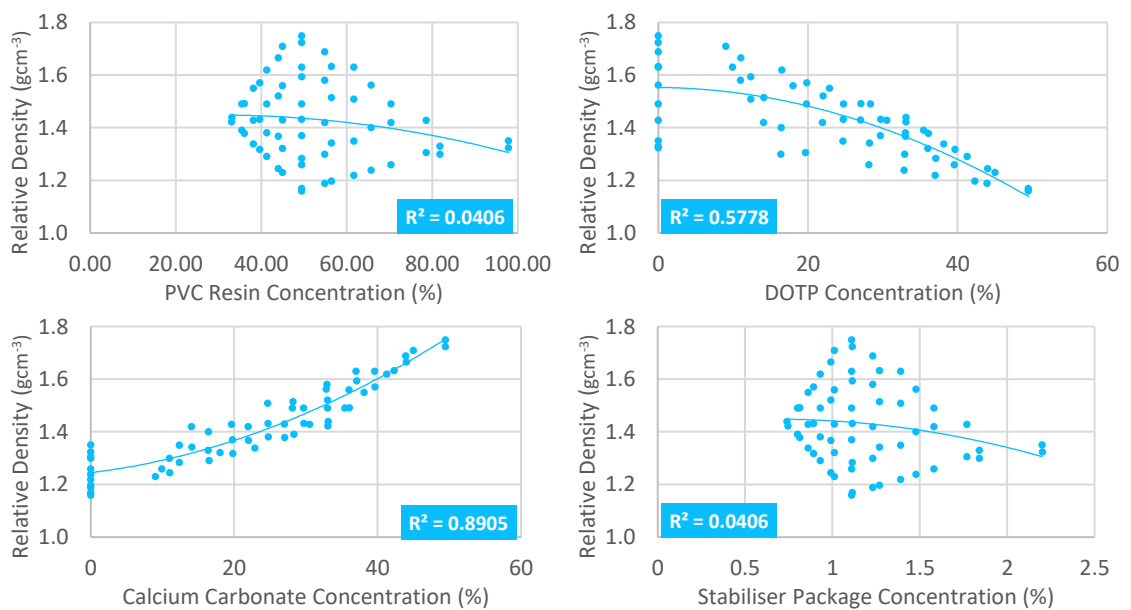 Relative Density (gcm⁻³)
1.8
1.6
1.4
1.2
1.0
R² = 0.0406
0.00 20.00 40.00 60.00 80.00 100.00
PVC Resin Concentration (%)
Relative Density (gcm⁻³)
1.8
1.6
1.4
1.2
1.0
R² = 0.5778
0 20 40 60
DOTP Concentration (%)
Relative Density (gcm⁻³)
1.8
1.6
1.4
1.2
1.0
R² = 0.8905
0 20 40 60
Calcium Carbonate Concentration (%)
Relative Density (gcm⁻³)
1.8
1.6
1.4
1.2
1.0
R² = 0.0406
0 0.5 1 1.5 2 2.5
Stabiliser Package Concentration (%)